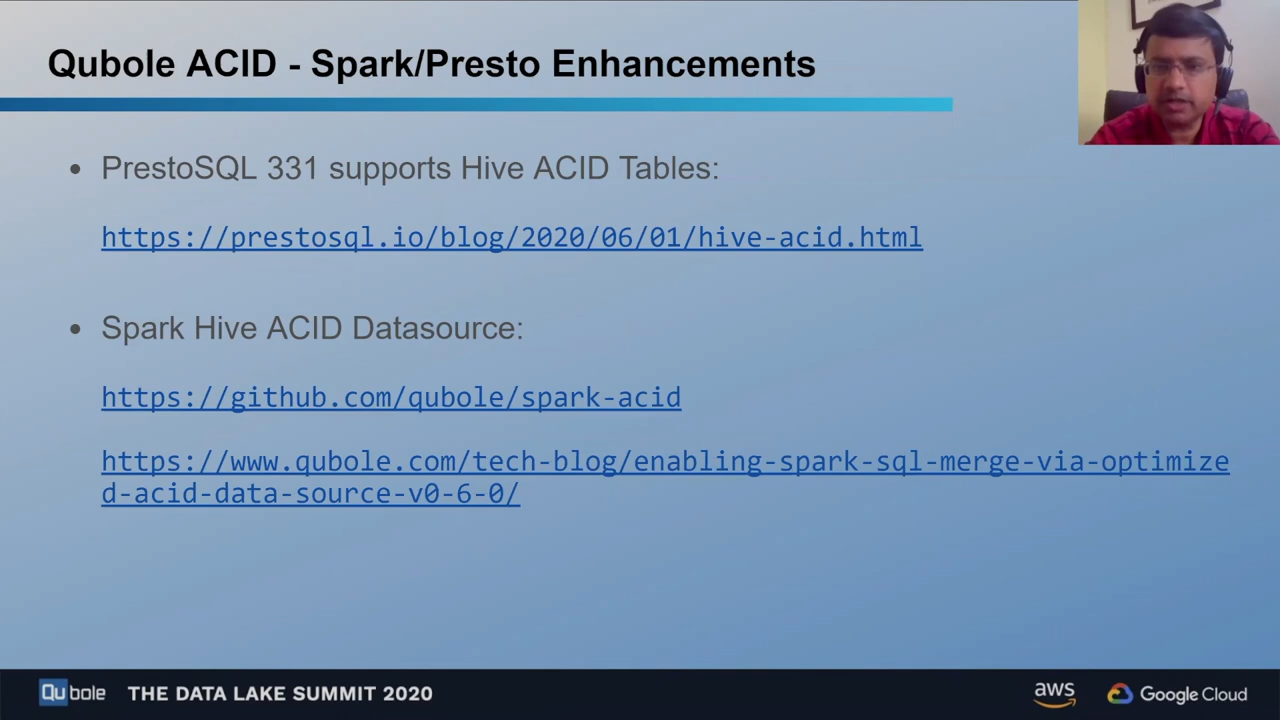 Qubole ACID - Spark/Presto Enhancements
• PrestoSQL 331 supports Hive ACID Tables:
https://prestosql.io/blog/2020/06/01/hive-acid.html
• Spark Hive ACID Datasource:
https://github.com/qubole/spark-acid
https://www.qubole.com/tech-blog/enabling-spark-sql-merge-via-optimize
d-acid-data-source-v0-6-0/
Qubole THE DATA LAKE SUMMIT 2020 aws Google Cloud